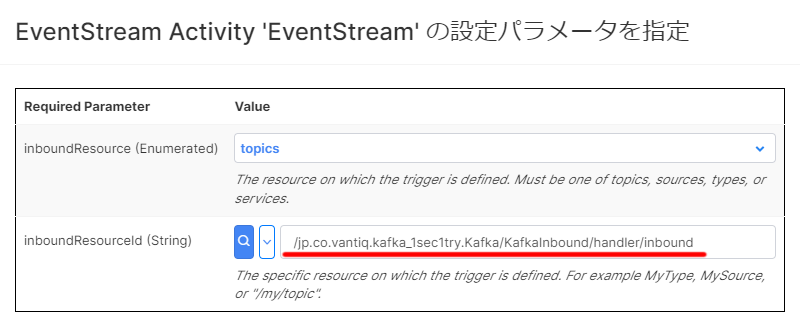 EventStream Activity 'EventStream' の設定パラメータを指定
Required Parameter Value
inboundResource (Enumerated) topics
The resource on which the trigger is defined. Must be one of topics, sources, types, or
services.
inboundResourceId (String) /jp.co.vantiq.kafka_1sec1try.Kafka/KafkaInbound/handler/inbound
The specific resource on which the trigger is defined. For example MyType, MySource,
or "/my/topic".